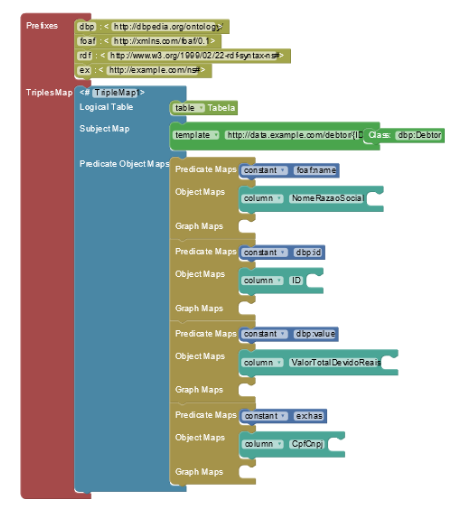 Prefixes
dbp : < http://dbpedia.org/ontology >
foaf : < http://xmlns.com/foaf/0.1 >
rdf : < http://www.w3.org/1999/02/22-rdf-syntax-ns# >
ex : < http://example.com/ns# >
TriplesMap <# TripleMap1 >
Logical Table table Tabela
Subject Map template http://data.example.com/debtor{ID Class: dbp:Debtor
Predicate Object Maps
Predicate Maps constant foaf:name
Object Maps column NomeRazaoSocial
Graph Maps
Predicate Maps constant dbp:id
Object Maps column ID
Graph Maps
Predicate Maps constant dbp:value
Object Maps column ValorTotalDevidoReais
Graph Maps
Predicate Maps constant ex:has
Object Maps column CpfCnpj
Graph Maps